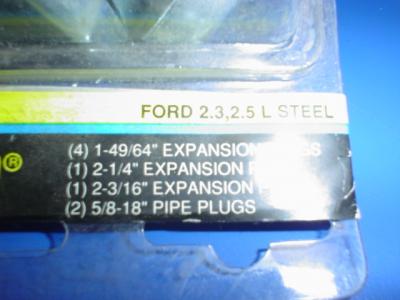 FORD 2.3,2.5 L STEEL
® (4) 1-49/64" EXPANSION
(1) 2-1/4" EXPANSION
(1) 2-3/16" EXPANSION
(2) 5/8-18" PIPE PLUGS